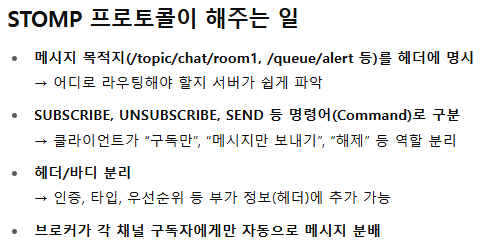 STOMP 프로토콜이 해주는 일
• 메시지 목적지(/topic/chat/room1, /queue/alert 등)를 헤더에 명시
→ 어디로 라우팅해야 할지 서버가 쉽게 파악
• SUBSCRIBE, UNSUBSCRIBE, SEND 등 명령어(Command)로 구분
→ 클라이언트가 “구독만”, “메시지만 보내기”, “해제” 등 역할 분리
• 헤더/바디 분리
→ 인증, 타입, 우선순위 등 부가 정보(헤더)에 추가 가능
• 브로커가 각 채널 구독자에게만 자동으로 메시지 분배